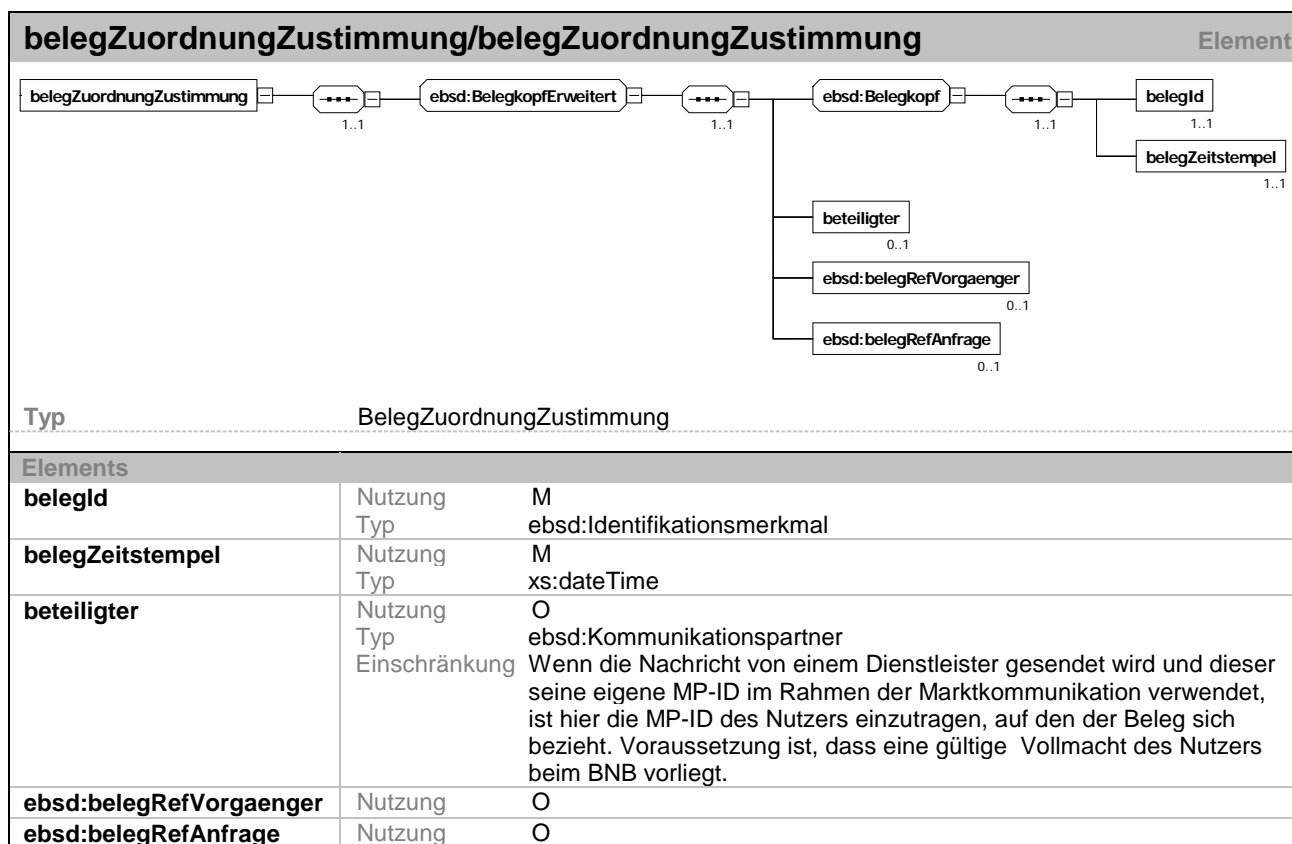 belegZuordnungZustimmung/belegZuordnungZustimmung Element
belegZuordnungZustimmung ebsd:BelegkopfErweitert ebsd:Belegkopf belegId
1..1 1..1 1..1 1..1
belegZeitstempel
1..1
beteiligter
0..1
ebsd:belegRefVorgaenger
0..1
ebsd:belegRefAnfrage
0..1
Typ BelegZuordnungZustimmung
Elements
belegId Nutzung M
Typ ebsd:Identifikationsmerkmal
belegZeitstempel Nutzung M
Typ xs:dateTime
beteiligter Nutzung O
Typ ebsd:Kommunikationspartner
Einschränkung Wenn die Nachricht von einem Dienstleister gesendet wird und dieser
seine eigene MP-ID im Rahmen der Marktkommunikation verwendet,
ist hier die MP-ID des Nutzers einzutragen, auf den der Beleg sich
bezieht. Voraussetzung ist, dass eine gültige Vollmacht des Nutzers
beim BNB vorliegt.
ebsd:belegRefVorgaenger Nutzung O
ebsd:belegRefAnfrage Nutzung O